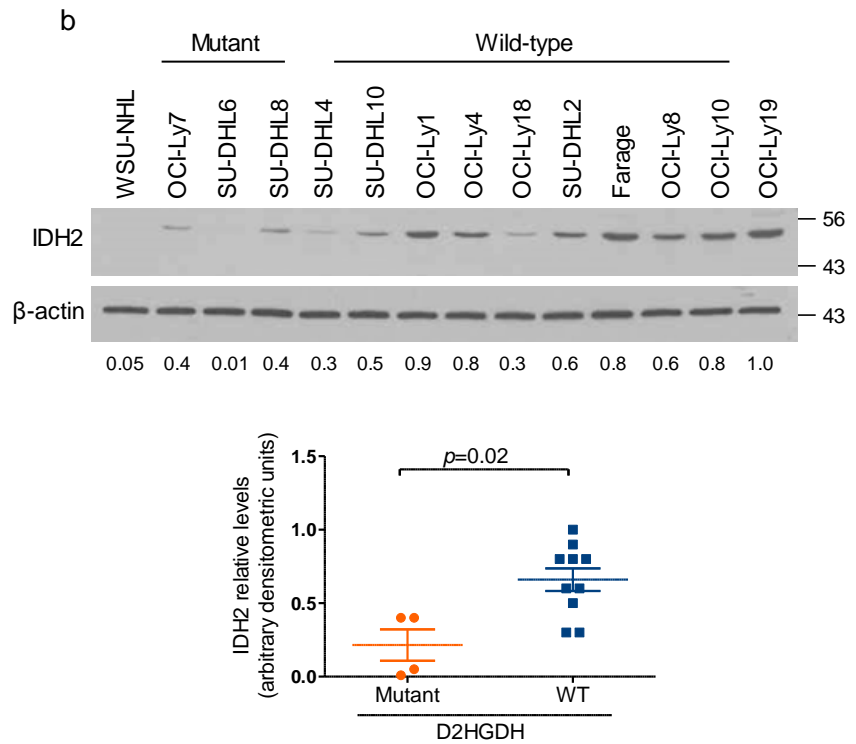 b
Mutant Wild-type
WSU-NHL OCI-Ly7 SU-DHL6 SU-DHL8 SU-DHL4 SU-DHL10 OCI-Ly1 OCI-Ly4 OCI-Ly18 SU-DHL2 Farage OCI-Ly8 OCI-Ly10 OCI-Ly19
56
IDH2
43
β-actin 43
0.05 0.4 0.01 0.4 0.3 0.5 0.9 0.8 0.3 0.6 0.8 0.6 0.8 1.0
IDH2 relative levels
(arbitrary densitometric units)
1.5
p=0.02
1.0
0.5
0.0
Mutant WT
D2HGDH